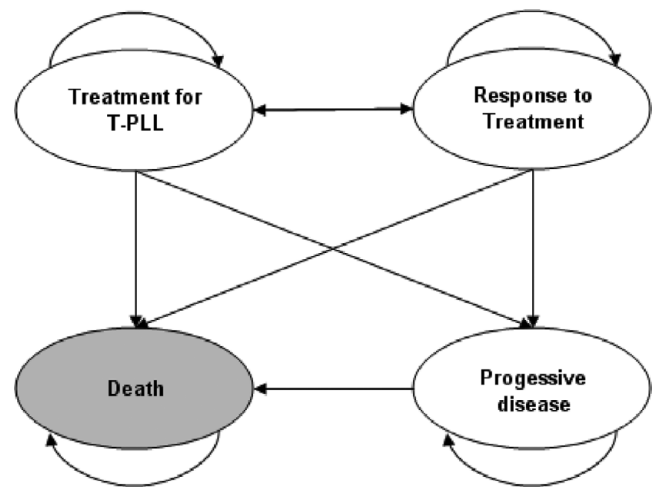 Treatment for
T-PLL
Response to
Treatment
Death
Progessive
disease